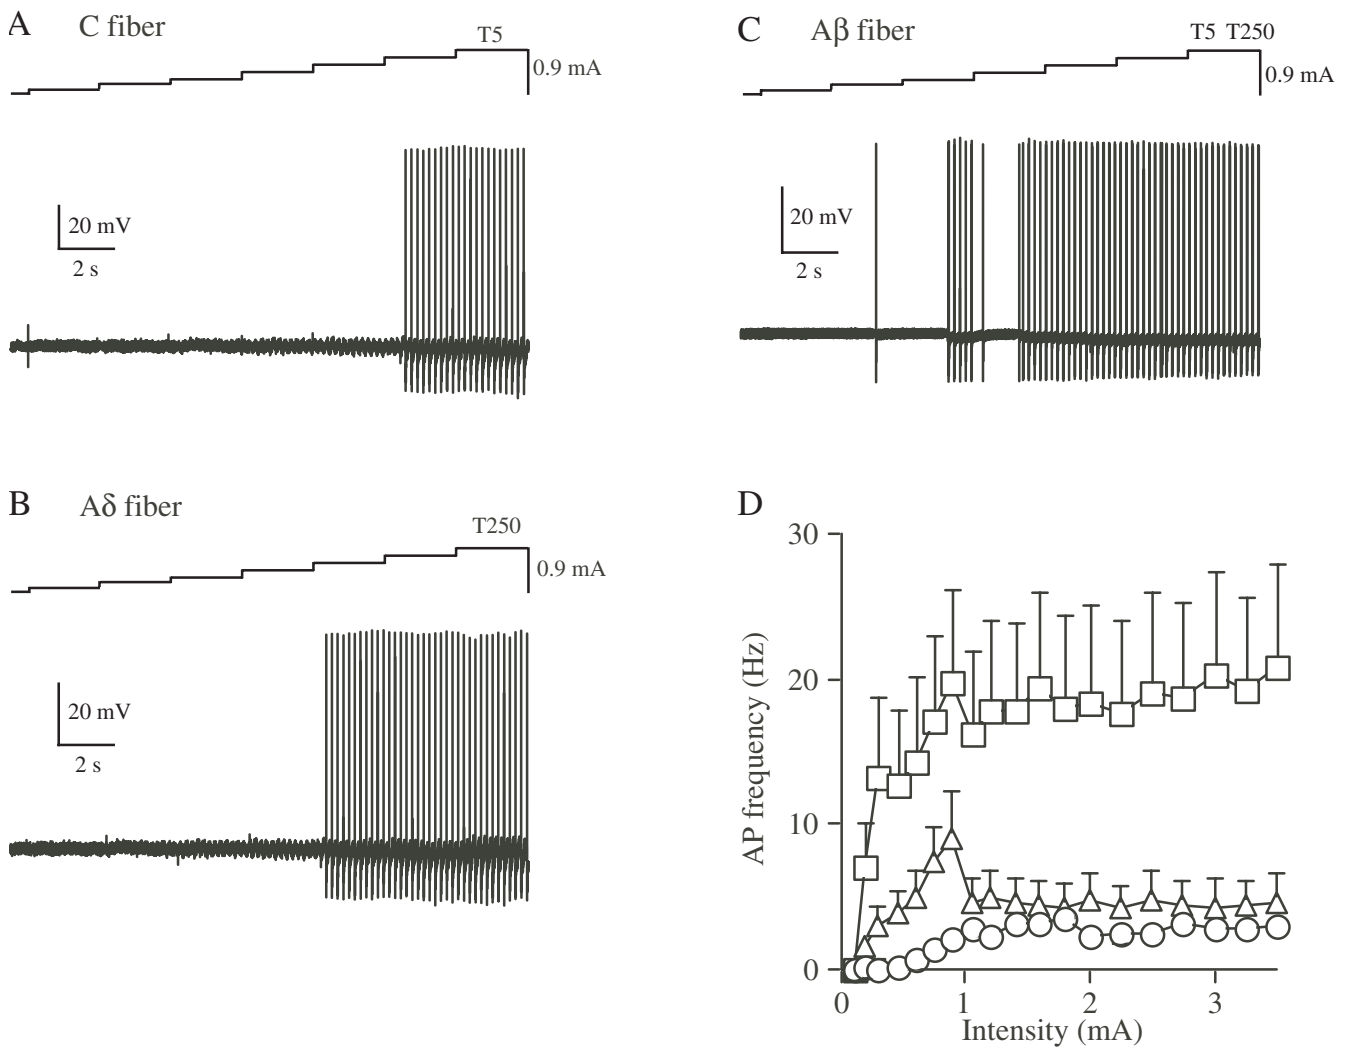 A C fiber
T5
0.9 mA
20 mV
2 s
C Aβ fiber
T5 T250
0.9 mA
20 mV
2 s
B Aδ fiber
T250
0.9 mA
20 mV
2 s
D
30
20
10
0
AP frequency (Hz)
0 1 2 3
Intensity (mA)